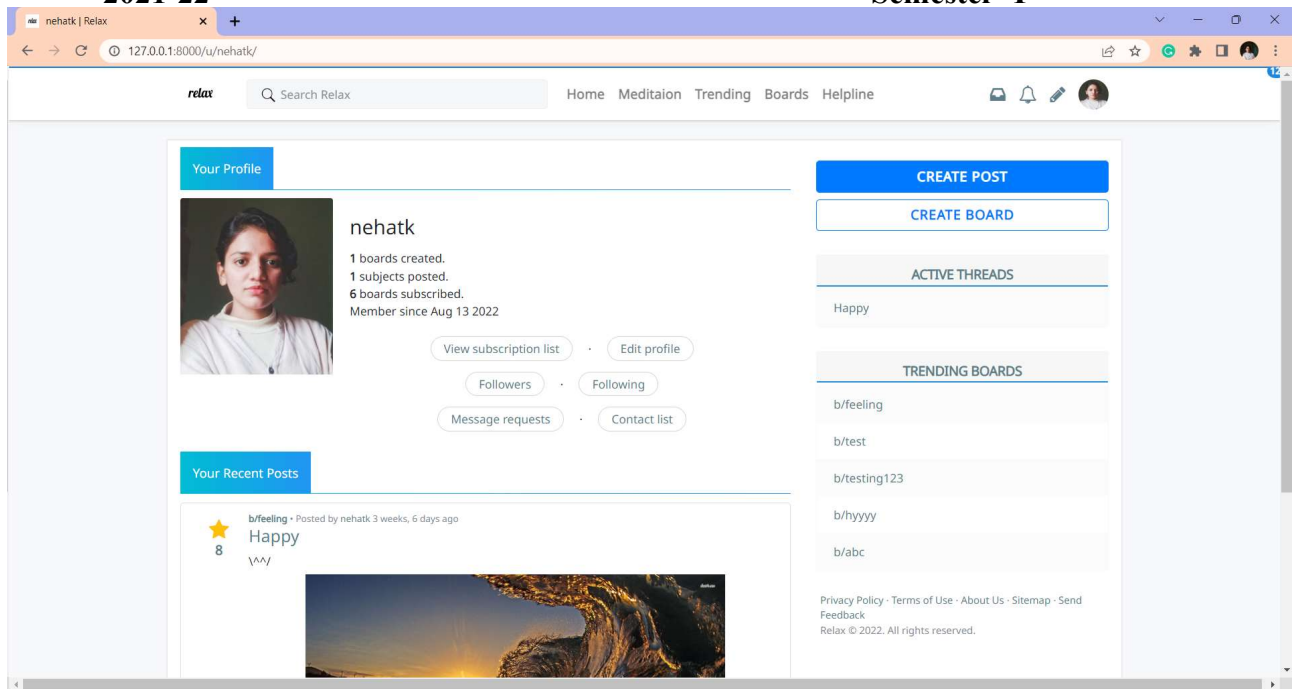 2021-22 Semester- I
nehatk | Relax
127.0.0.1:8000/u/nehatk/
12
relax Search Relax Home Meditaion Trending Boards Helpline
Your Profile
nehatk
1 boards created.
1 subjects posted.
6 boards subscribed.
Member since Aug 13 2022
View subscription list · Edit profile
Followers · Following
Message requests · Contact list
Your Recent Posts
b/feeling • Posted by nehatk 3 weeks, 6 days ago
Happy
8
\^^/
CREATE POST
CREATE BOARD
ACTIVE THREADS
Happy
TRENDING BOARDS
b/feeling
b/test
b/testing123
b/hyyyy
b/abc
Privacy Policy · Terms of Use · About Us · Sitemap · Send
Feedback
Relax © 2022. All rights reserved.